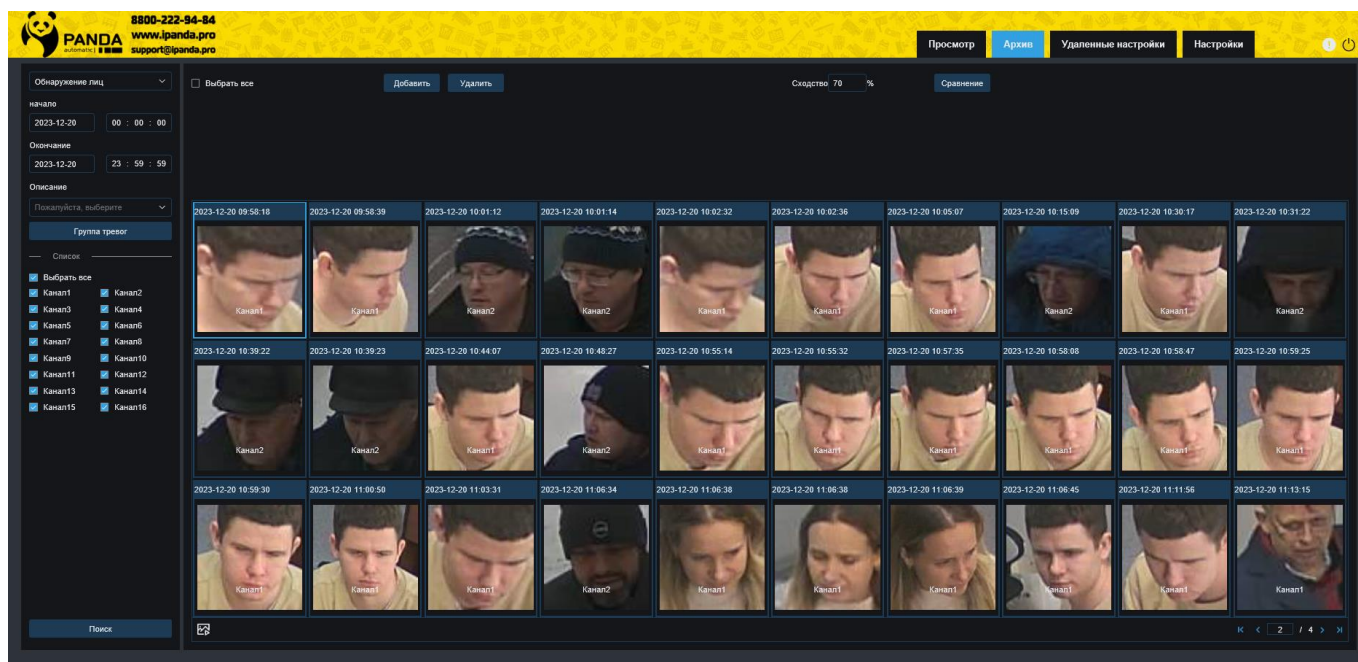 8800-222-94-84
PANDA www.ipanda.pro
automatic support@ipanda.pro
Просмотр Архив Удаленные настройки Настройки
Обнаружение лиц
Выбрать все Добавить Удалить Сходство 70 % Сравнение
начало
2023-12-20 00 : 00 : 00
Окончание
2023-12-20 23 : 59 : 59
Описание
Пожалуйста, выберите
Группа тревог
Список
Выбрать все
Канал1 Канал2
Канал3 Канал4
Канал5 Канал6
Канал7 Канал8
Канал9 Канал10
Канал11 Канал12
Канал13 Канал14
Канал15 Канал16
Поиск
2023-12-20 09:58:18 2023-12-20 09:58:39 2023-12-20 10:01:12 2023-12-20 10:01:14 2023-12-20 10:02:32 2023-12-20 10:02:36 2023-12-20 10:05:07 2023-12-20 10:15:09 2023-12-20 10:30:17 2023-12-20 10:31:22
Канал1 Канал1 Канал2 Канал2 Канал1 Канал1 Канал1 Канал2 Канал1 Канал2
2023-12-20 10:39:22 2023-12-20 10:39:23 2023-12-20 10:44:07 2023-12-20 10:48:27 2023-12-20 10:55:14 2023-12-20 10:55:32 2023-12-20 10:57:35 2023-12-20 10:58:08 2023-12-20 10:58:47 2023-12-20 10:59:25
Канал2 Канал2 Канал1 Канал2 Канал1 Канал1 Канал1 Канал1 Канал1 Канал1
2023-12-20 10:59:30 2023-12-20 11:00:50 2023-12-20 11:03:31 2023-12-20 11:06:34 2023-12-20 11:06:38 2023-12-20 11:06:38 2023-12-20 11:06:39 2023-12-20 11:06:45 2023-12-20 11:11:56 2023-12-20 11:13:15
Канал1 Канал1 Канал1 Канал2 Канал1 Канал1 Канал1 Канал1 Канал1 Канал1
2 / 4